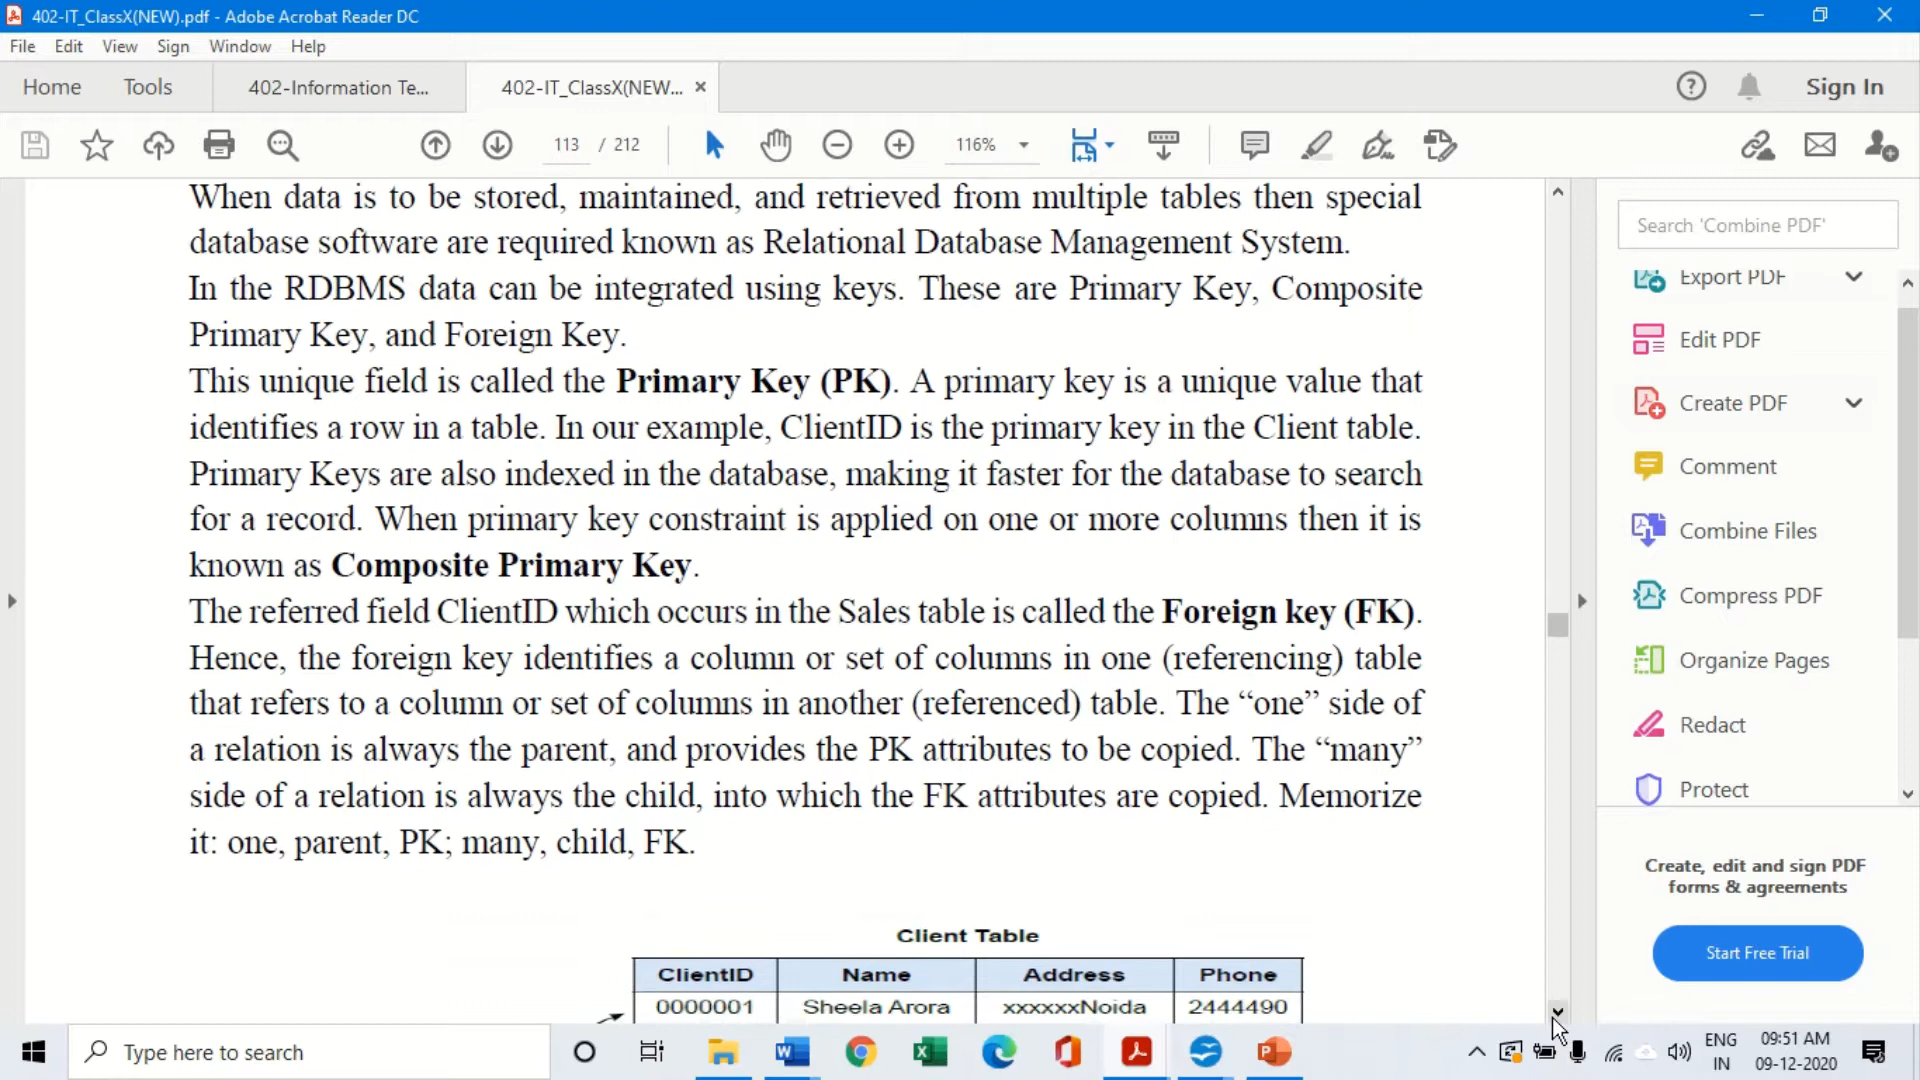 402-IT_ClassX(NEW).pdf - Adobe Acrobat Reader DC
File Edit View Sign Window Help
Home Tools 402-Information Te... 402-IT_ClassX(NEW... × Sign In
113 / 212 116%
When data is to be stored, maintained, and retrieved from multiple tables then special
database software are required known as Relational Database Management System.
In the RDBMS data can be integrated using keys. These are Primary Key, Composite
Primary Key, and Foreign Key.
This unique field is called the Primary Key (PK). A primary key is a unique value that
identifies a row in a table. In our example, ClientID is the primary key in the Client table.
Primary Keys are also indexed in the database, making it faster for the database to search
for a record. When primary key constraint is applied on one or more columns then it is
known as Composite Primary Key.
The referred field ClientID which occurs in the Sales table is called the Foreign key (FK).
Hence, the foreign key identifies a column or set of columns in one (referencing) table
that refers to a column or set of columns in another (referenced) table. The “one” side of
a relation is always the parent, and provides the PK attributes to be copied. The “many”
side of a relation is always the child, into which the FK attributes are copied. Memorize
it: one, parent, PK; many, child, FK.
Client Table
ClientID Name Address Phone
0000001 Sheela Arora xxxxxxNoida 2444490
Search 'Combine PDF'
Export PDF
Edit PDF
Create PDF
Comment
Combine Files
Compress PDF
Organize Pages
Redact
Protect
Create, edit and sign PDF
forms & agreements
Start Free Trial
Type here to search
ENG
IN
09:51 AM
09-12-2020